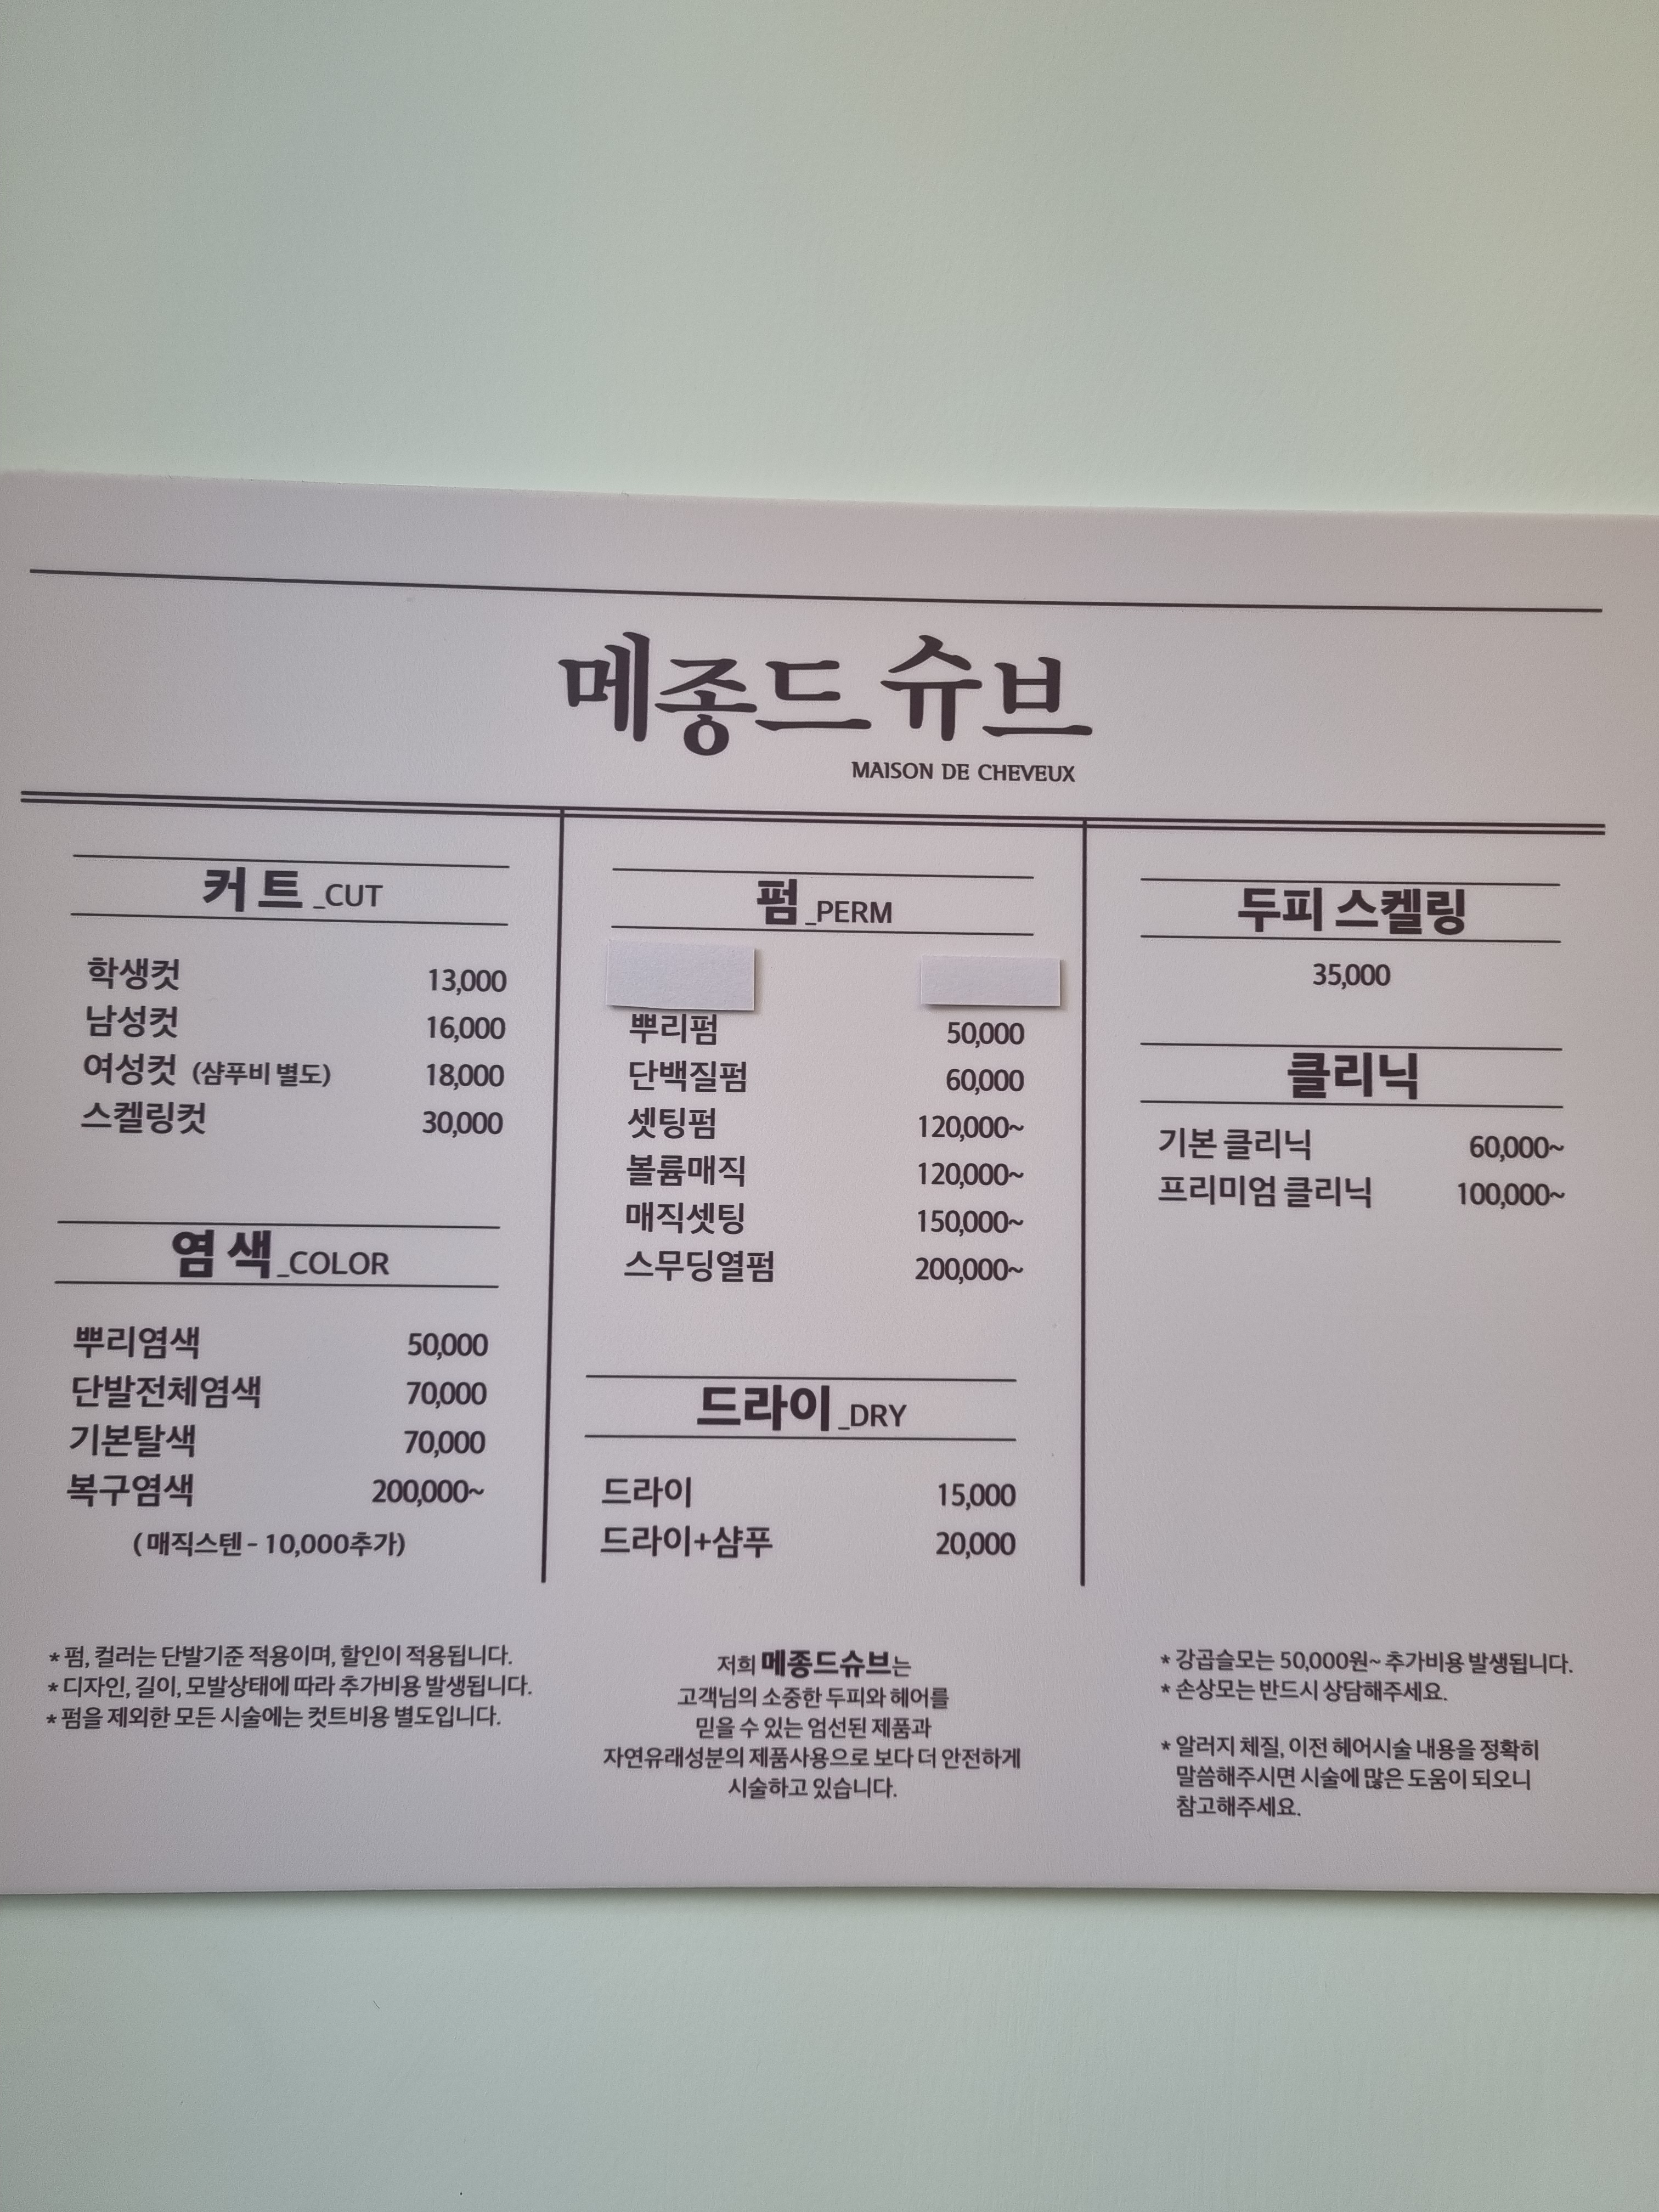 메종드 슈브
MAISON DE CHEVEUX
커트 _CUT
학생컷 13,000
남성컷 16,000
여성컷 (샴푸비 별도) 18,000
스켈링컷 30,000
염색_COLOR
뿌리염색 50,000
단발전체염색 70,000
기본탈색 70,000
복구염색 200,000~
(매직스텐 - 10,000추가)
펌_PERM
뿌리펌 50,000
단백질펌 60,000
셋팅펌 120,000~
볼륨매직 120,000~
매직셋팅 150,000~
스무딩열펌 200,000~
드라이_DRY
드라이 15,000
드라이+샴푸 20,000
두피 스켈링
35,000
클리닉
기본 클리닉 60,000~
프리미엄 클리닉 100,000~
* 펌, 컬러는 단발기준 적용이며, 할인이 적용됩니다.
* 디자인, 길이, 모발상태에 따라 추가비용 발생됩니다.
* 펌을 제외한 모든 시술에는 컷트비용 별도입니다.
저희 메종드슈브는
고객님의 소중한 두피와 헤어를
믿을 수 있는 엄선된 제품과
자연유래성분의 제품사용으로 보다 더 안전하게
시술하고 있습니다.
* 강곱슬모는 50,000원~ 추가비용 발생됩니다.
* 손상모는 반드시 상담해주세요.
* 알러지 체질, 이전 헤어시술 내용을 정확히
말씀해주시면 시술에 많은 도움이 되오니
참고해주세요.